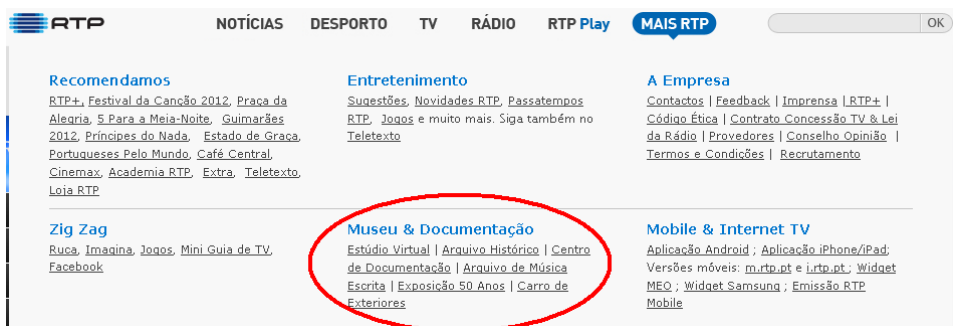 RTP NOTÍCIAS DESPORTO TV RÁDIO RTP Play MAIS RTP OK
Recomendamos
RTP+, Festival da Canção 2012, Praça da
Alegria, 5 Para a Meia-Noite, Guimarães
2012, Príncipes do Nada, Estado de Graça,
Portugueses Pelo Mundo, Café Central,
Cinemax, Academia RTP, Extra, Teletexto,
Loja RTP
Entretenimento
Sugestões, Novidades RTP, Passatempos
RTP, Jogos e muito mais. Siga também no
Teletexto
A Empresa
Contactos | Feedback | Imprensa | RTP+ |
Código Ética | Contrato Concessão TV & Lei
da Rádio | Provedores | Conselho Opinião |
Termos e Condições | Recrutamento
Zig Zag
Ruca, Imagina, Jogos, Mini Guia de TV,
Facebook
Museu & Documentação
Estúdio Virtual | Arquivo Histórico | Centro
de Documentação | Arquivo de Música
Escrita | Exposição 50 Anos | Carro de
Exteriores
Mobile & Internet TV
Aplicação Android ; Aplicação iPhone/iPad;
Versões móveis: m.rtp.pt e i.rtp.pt ; Widget
MEO ; Widget Samsung ; Emissão RTP
Mobile